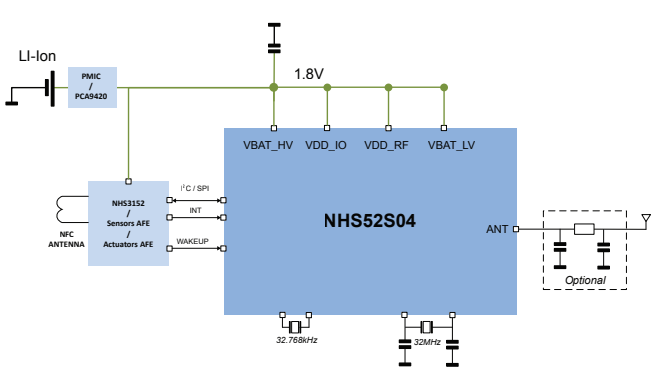 LI-Ion
PMIC
/
PCA9420
1.8V
VBAT_HV VDD_IO VDD_RF VBAT_LV
NHS3152
/
Sensors AFE
/
Actuators AFE
NFC
ANTENNA
I²C / SPI
INT
WAKEUP
NHS52S04
ANT
Optional
32.768kHz
32MHz